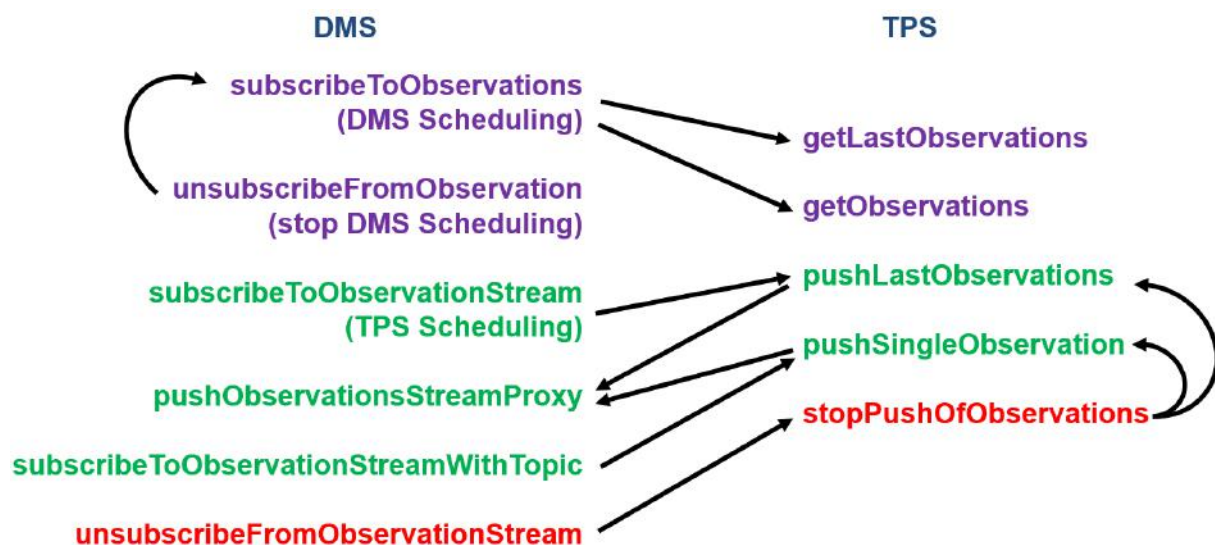 DMS
TPS
subscribeToObservations
(DMS Scheduling)
getLastObservations
unsubscribeFromObservation
(stop DMS Scheduling)
getObservations
subscribeToObservationStream
(TPS Scheduling)
pushLastObservations
pushSingleObservation
pushObservationsStreamProxy
stopPushOfObservations
subscribeToObservationStreamWithTopic
unsubscribeFromObservationStream